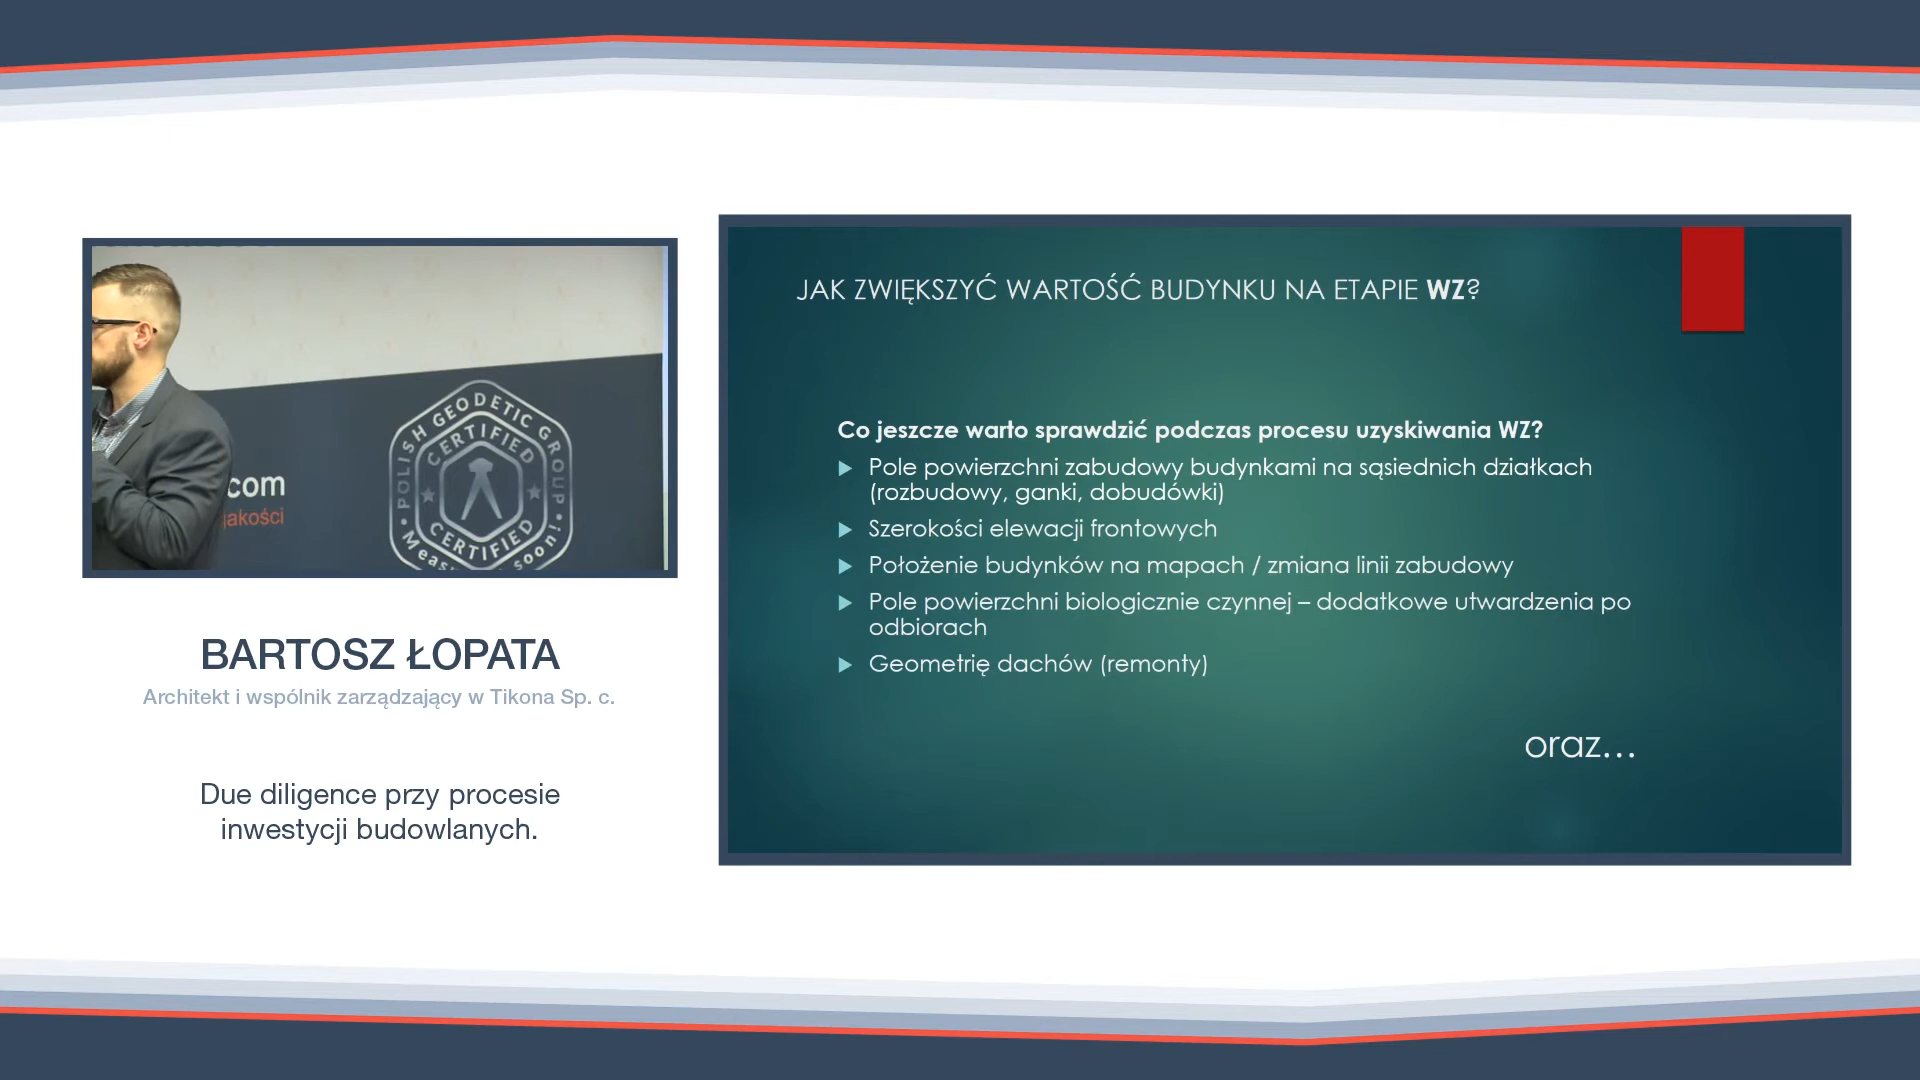 .com
jakości
POLISH GEODETIC GROUP
CERTIFIED
CERTIFIED
BARTOSZ ŁOPATA
Architekt i wspólnik zarządzający w Tikona Sp. c.
Due diligence przy procesie
inwestycji budowlanych.
JAK ZWIĘKSZYĆ WARTOŚĆ BUDYNKU NA ETAPIE WZ?
Co jeszcze warto sprawdzić podczas procesu uzyskiwania WZ?
Pole powierzchni zabudowy budynkami na sąsiednich działkach
(rozbudowy, ganki, dobudówki)
Szerokości elewacji frontowych
Położenie budynków na mapach / zmiana linii zabudowy
Pole powierzchni biologicznie czynnej – dodatkowe utwardzenia po
odbiorach
Geometrię dachów (remonty)
oraz...